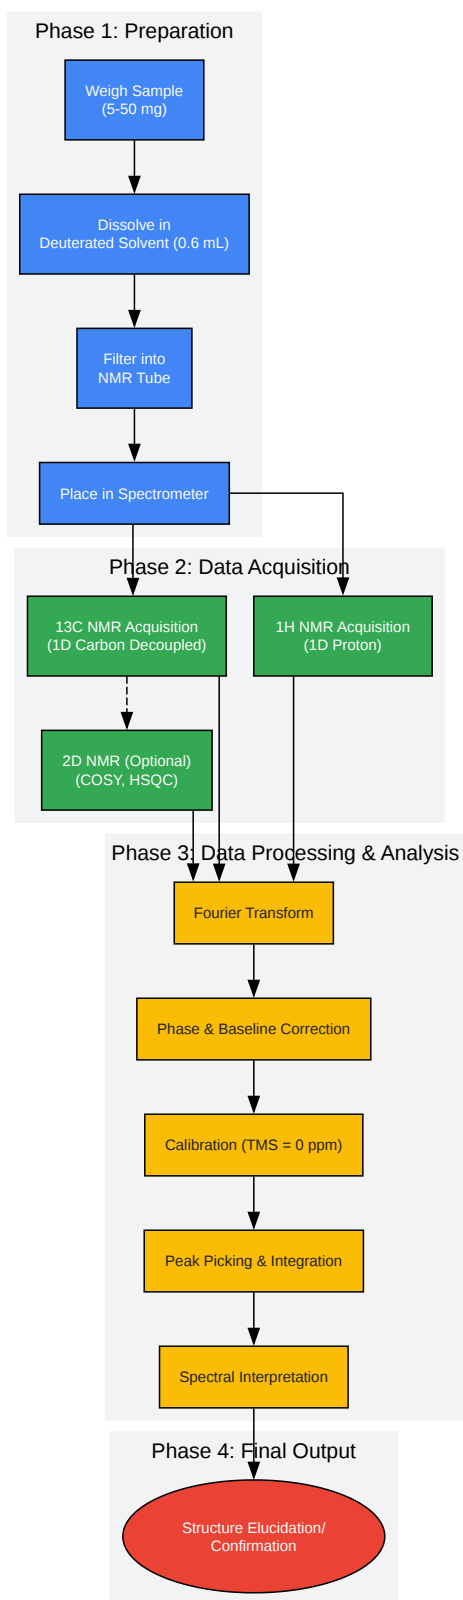 Phase 1: Preparation
Weigh Sample
(5-50 mg)
Dissolve in
Deuterated Solvent (0.6 mL)
Filter into
NMR Tube
Place in Spectrometer
Phase 2: Data Acquisition
13C NMR Acquisition
(1D Carbon Decoupled)
1H NMR Acquisition
(1D Proton)
2D NMR (Optional)
(COSY, HSQC)
Phase 3: Data Processing & Analysis
Fourier Transform
Phase & Baseline Correction
Calibration (TMS = 0 ppm)
Peak Picking & Integration
Spectral Interpretation
Phase 4: Final Output
Structure Elucidation/
Confirmation